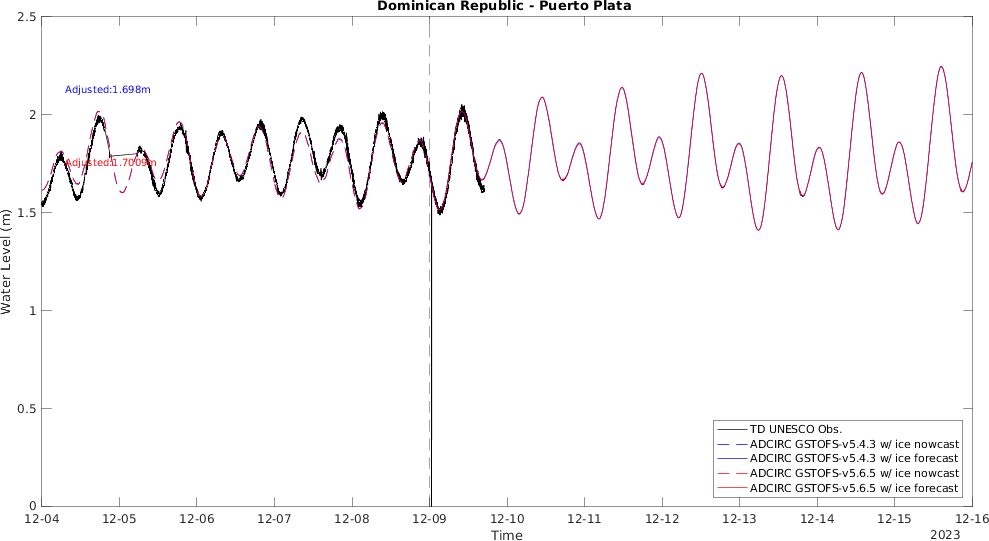 Dominican Republic - Puerto Plata
2.5
2
1.5
1
0.5
0
Water Level (m)
Adjusted:1.698m
Adjusted:1.7009m
TD UNESCO Obs.
ADCIRC GSTOFS-v5.4.3 w/ ice nowcast
ADCIRC GSTOFS-v5.4.3 w/ ice forecast
ADCIRC GSTOFS-v5.6.5 w/ ice nowcast
ADCIRC GSTOFS-v5.6.5 w/ ice forecast
12-04 12-05 12-06 12-07 12-08 12-09 12-10 12-11 12-12 12-13 12-14 12-15 12-16
Time
2023